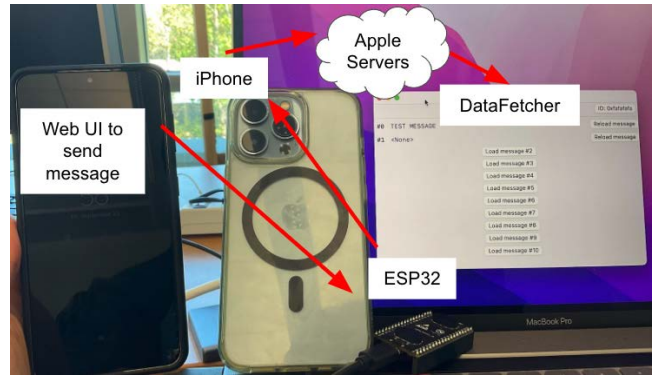 Apple
Servers
iPhone
DataFetcher
Web UI to
send
message
ID: 0xfafafafa
#0 TEST MESSAGE
Reload message
#1 <None>
Reload message
Load message #2
Load message #3
Load message #4
Load message #5
Load message #6
Load message #7
Load message #8
Load message #9
Load message #10
ESP32
MacBook Pro